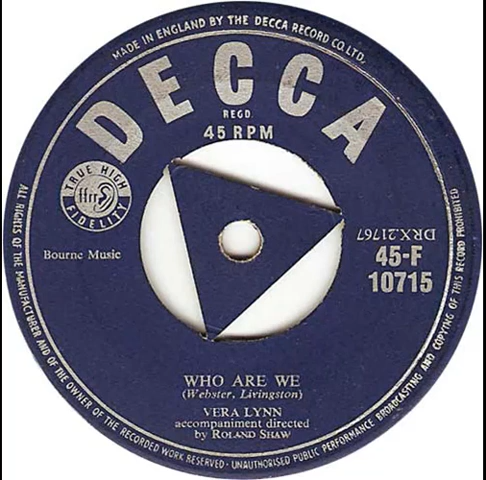 MADE IN ENGLAND BY THE DECCA RECORD CO. LTD.
DECCA
REGD.
45 RPM
TRUE HIGH
ffrr
FIDELITY
Bourne Music
DRX.21767
45-F
10715
WHO ARE WE
(Webster, Livingston)
VERA LYNN
accompaniment directed
by ROLAND SHAW
ALL RIGHTS OF THE MANUFACTURER AND OF THE OWNER OF THE RECORDED WORK RESERVED · UNAUTHORISED PUBLIC PERFORMANCE BROADCASTING AND COPYING OF THIS RECORD PROHIBITED